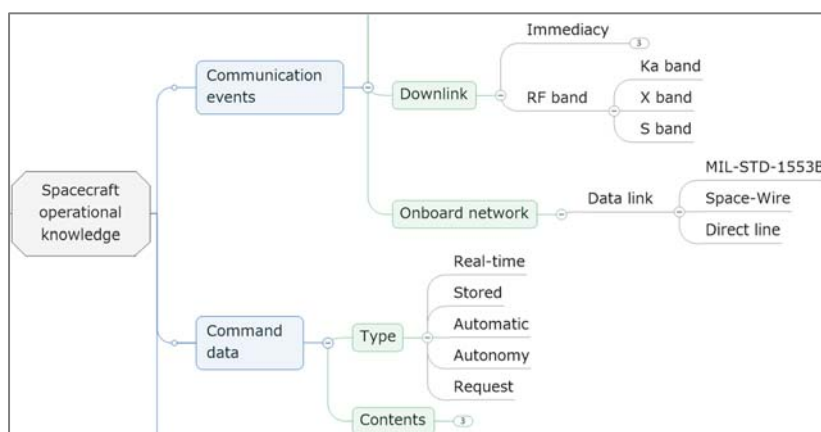 Spacecraft
operational
knowledge
Communication
events
Downlink
Immediacy
3
RF band
Ka band
X band
S band
Onboard network
Data link
MIL-STD-1553B
Space-Wire
Direct line
Command
data
Type
Real-time
Stored
Automatic
Autonomy
Request
Contents
3